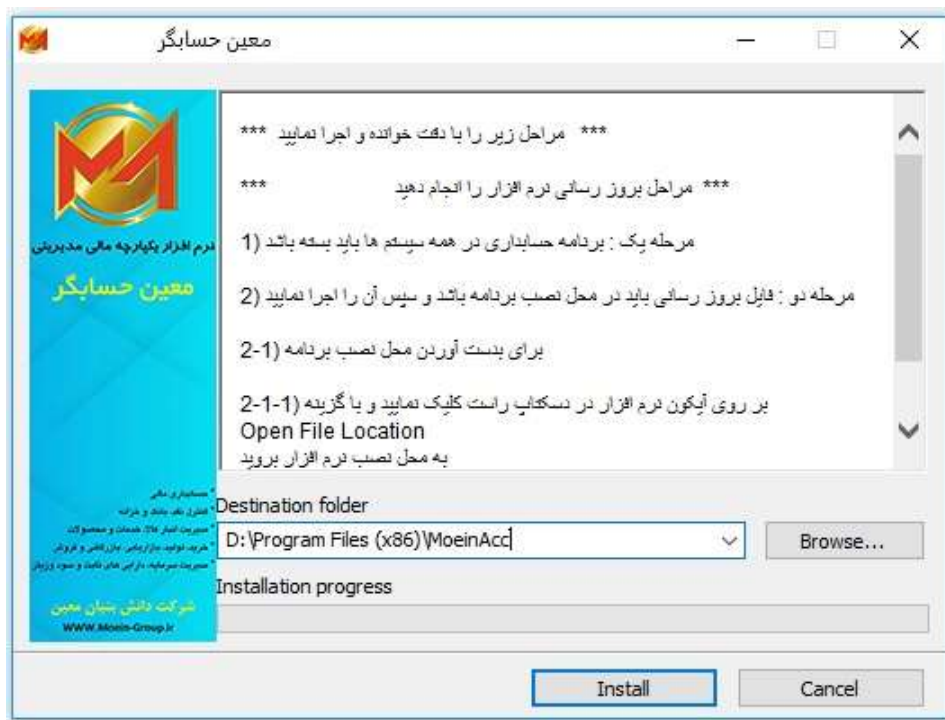 معین حسابگر
*** مراحل زیر را با دقت خوانده و اجرا نمایید ***
*** مراحل بروز رسانی نرم افزار را انجام دهید ***
مرحله یک : برنامه حسابداری در همه سیستم ها باید بسته باشد (1
مرحله دو : فایل بروز رسانی باید در محل نصب برنامه باشد و سپس آن را اجرا نمایید (2
برای بدست آوردن محل نصب برنامه (1-2
بر روی آیکون نرم افزار در دسکتاپ راست کلیک نمایید و با گزینه (1-1-2
Open File Location
به محل نصب نرم افزار بروید
نرم افزار یکپارچه مالی مدیریتی
معین حسابگر
* حسابداری مالی
شرکت دانش بنیان معین
WWW.Moein-Group.ir
Destination folder
D:\Program Files (x86)\MoeinAcc
Browse...
Installation progress
Install
Cancel